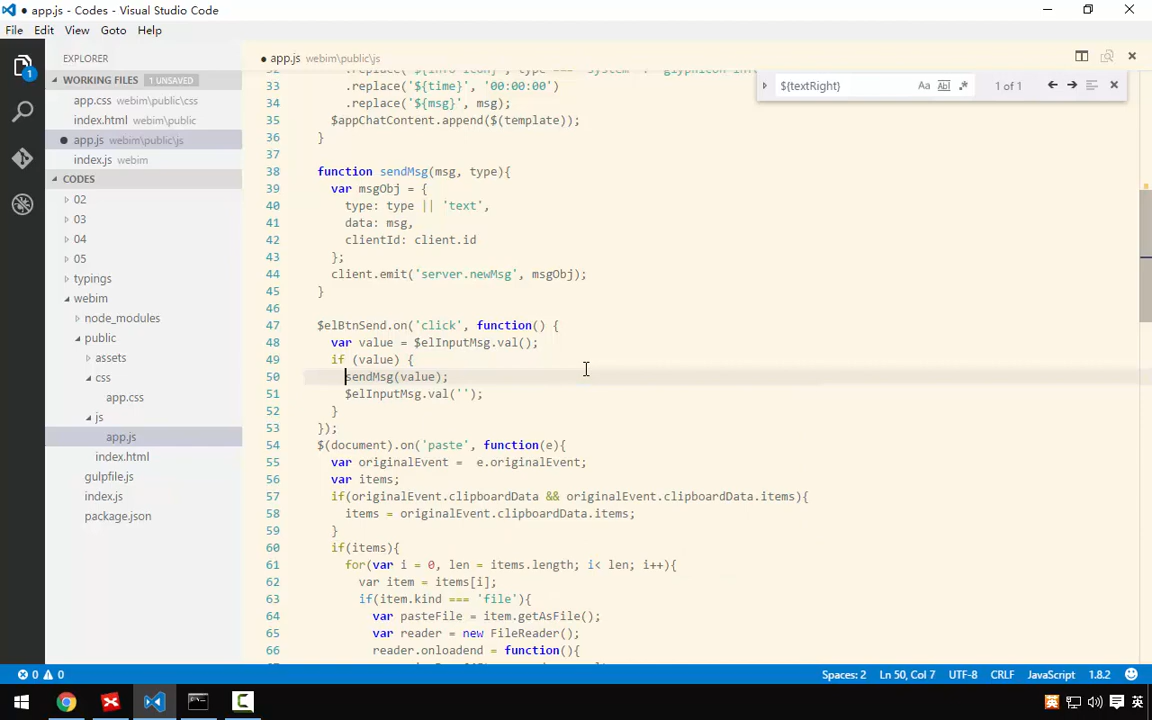 app.js - Codes - Visual Studio Code
File Edit View Goto Help
EXPLORER
WORKING FILES 1 UNSAVED
app.css webim\public\css
index.html webim\public
app.js webim\public\js
index.js webim
CODES
02
03
04
05
typings
webim
node_modules
public
assets
css
app.css
js
app.js
index.html
gulpfile.js
index.js
package.json
1
app.js webim\public\js
${textRight}
Aa Abl .*
1 of 1
33 .replace('${time}', '00:00:00')
34 .replace('${msg}', msg);
35 $appChatContent.append($(template));
36 }
37
38 function sendMsg(msg, type){
39 var msgObj = {
40 type: type || 'text',
41 data: msg,
42 clientId: client.id
43 };
44 client.emit('server.newMsg', msgObj);
45 }
46
47 $elBtnSend.on('click', function() {
48 var value = $elInputMsg.val();
49 if (value) {
50 sendMsg(value);
51 $elInputMsg.val('');
52 }
53 });
54 $(document).on('paste', function(e){
55 var originalEvent =  e.originalEvent;
56 var items;
57 if(originalEvent.clipboardData && originalEvent.clipboardData.items){
58 items = originalEvent.clipboardData.items;
59 }
60 if(items){
61 for(var i = 0, len = items.length; i< len; i++){
62 var item = items[i];
63 if(item.kind === 'file'){
64 var pasteFile = item.getAsFile();
65 var reader = new FileReader();
66 reader.onloadend = function(){
0 0 Spaces: 2 Ln 50, Col 7 UTF-8 CRLF JavaScript 1.8.2
英